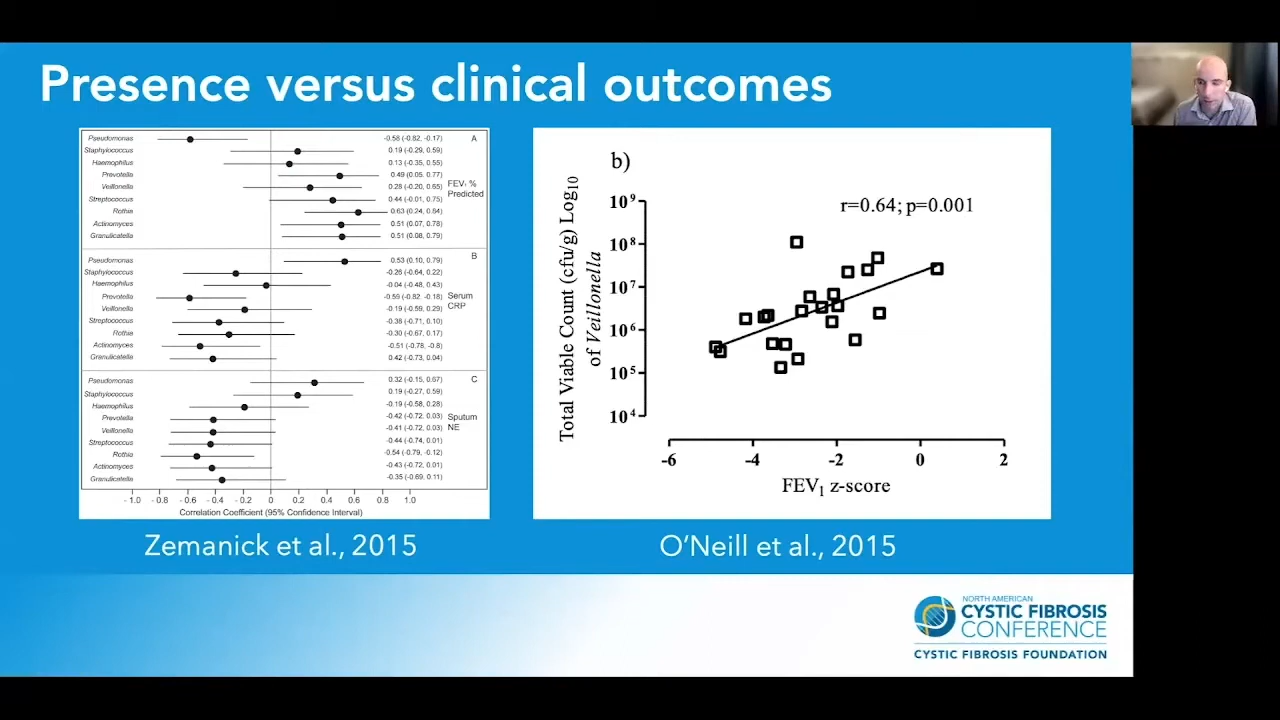 Presence versus clinical outcomes
Pseudomonas -0.58 (-0.82, -0.17) A
Staphylococcus 0.19 (-0.29, 0.59)
Haemophilus 0.13 (-0.35, 0.55)
Prevotella 0.49 (0.05, 0.77)
Veillonella 0.28 (-0.20, 0.65)
FEV₁ %
Predicted
Streptococcus 0.44 (-0.01, 0.75)
Rothia 0.63 (0.24, 0.84)
Actinomyces 0.51 (0.07, 0.78)
Granulicatella 0.51 (0.08, 0.79)
Pseudomonas 0.53 (0.10, 0.79) B
Staphylococcus -0.26 (-0.64, 0.22)
Haemophilus -0.04 (-0.48, 0.43)
Prevotella -0.59 (-0.82, -0.18)
Veillonella -0.19 (-0.59, 0.29)
Serum
CRP
Streptococcus -0.38 (-0.71, 0.10)
Rothia -0.30 (-0.67, 0.17)
Actinomyces -0.51 (-0.78, -0.8)
Granulicatella 0.42 (-0.73, 0.04)
Pseudomonas 0.32 (-0.15, 0.67) C
Staphylococcus 0.19 (-0.27, 0.59)
Haemophilus -0.19 (-0.58, 0.28)
Prevotella -0.42 (-0.72, 0.03)
Veillonella -0.41 (-0.72, 0.03)
Sputum
NE
Streptococcus -0.44 (-0.74, 0.01)
Rothia -0.54 (-0.79, -0.12)
Actinomyces -0.43 (-0.72, 0.01)
Granulicatella -0.35 (-0.69, 0.11)
- 1.0 - 0.8 - 0.6 - 0.4 - 0.2 0 0.2 0.4 0.6 0.8 1.0
Correlation Coefficient (95% Confidence Interval)
Zemanick et al., 2015
b)
r=0.64; p=0.001
Total Viable Count (cfu/g) Log₁₀
of Veillonella
10⁹
10⁸
10⁷
10⁶
10⁵
10⁴
-6 -4 -2 0 2
FEV₁ z-score
O'Neill et al., 2015
NORTH AMERICAN
CYSTIC FIBROSIS
CONFERENCE
CYSTIC FIBROSIS FOUNDATION